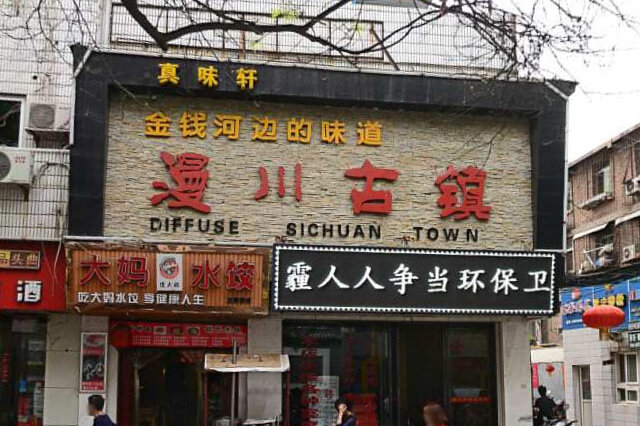 真味轩
金钱河边的味道
漫川古镇
DIFFUSE SICHUAN TOWN
大妈水饺
吃大妈水饺 享健康人生
霾人人争当环保卫
酒